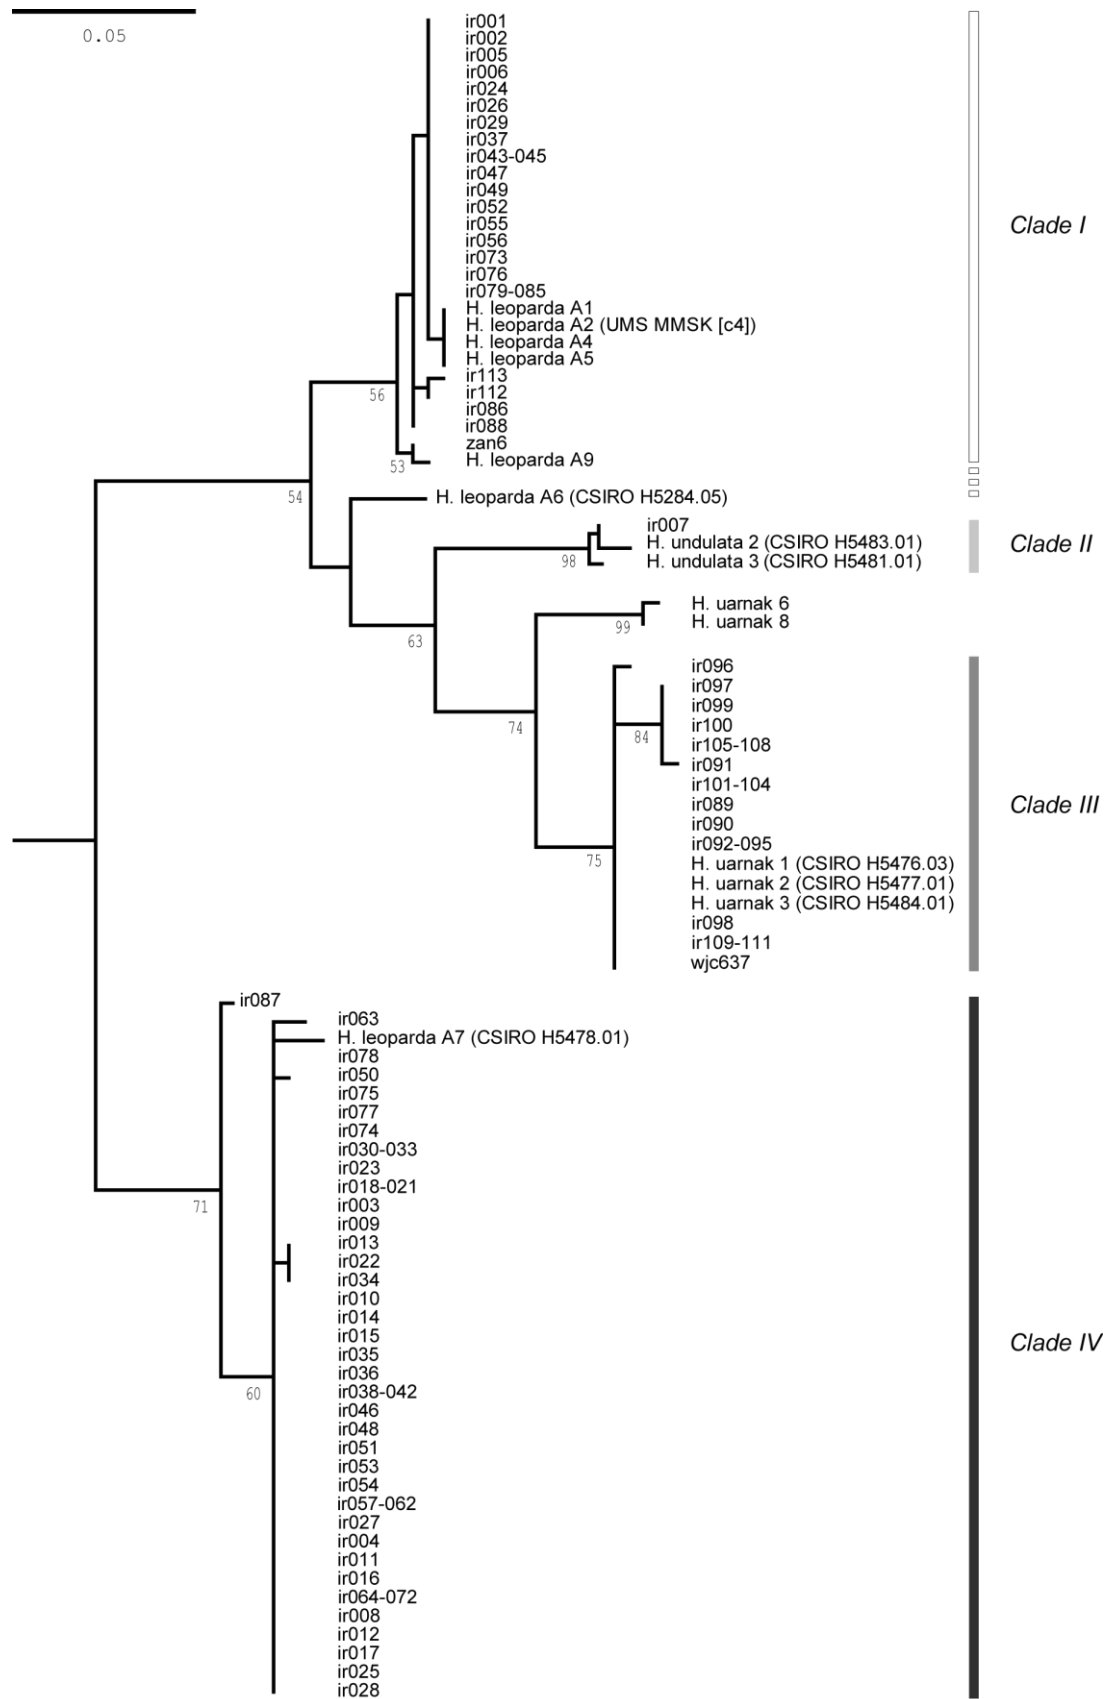 0.05
ir001
ir002
ir005
ir006
ir024
ir026
ir029
ir037
ir043-045
ir047
ir049
ir052
ir055
ir056
ir073
ir076
ir079-085
H. leoparda A1
H. leoparda A2 (UMS MMSK [c4])
H. leoparda A4
H. leoparda A5
ir113
ir112
ir086
ir088
zan6
H. leoparda A9
56
53
54
Clade I
H. leoparda A6 (CSIRO H5284.05)
ir007
H. undulata 2 (CSIRO H5483.01)
H. undulata 3 (CSIRO H5481.01)
98
Clade II
63
H. uarnak 6
H. uarnak 8
99
74
ir096
ir097
ir099
ir100
ir105-108
ir091
ir101-104
ir089
ir090
ir092-095
H. uarnak 1 (CSIRO H5476.03)
H. uarnak 2 (CSIRO H5477.01)
H. uarnak 3 (CSIRO H5484.01)
ir098
ir109-111
wjc637
84
75
Clade III
ir087
ir063
H. leoparda A7 (CSIRO H5478.01)
ir078
ir050
ir075
ir077
ir074
ir030-033
ir023
ir018-021
ir003
ir009
ir013
ir022
ir034
ir010
ir014
ir015
ir035
ir036
ir038-042
ir046
ir048
ir051
ir053
ir054
ir057-062
ir027
ir004
ir011
ir016
ir064-072
ir008
ir012
ir017
ir025
ir028
71
60
Clade IV